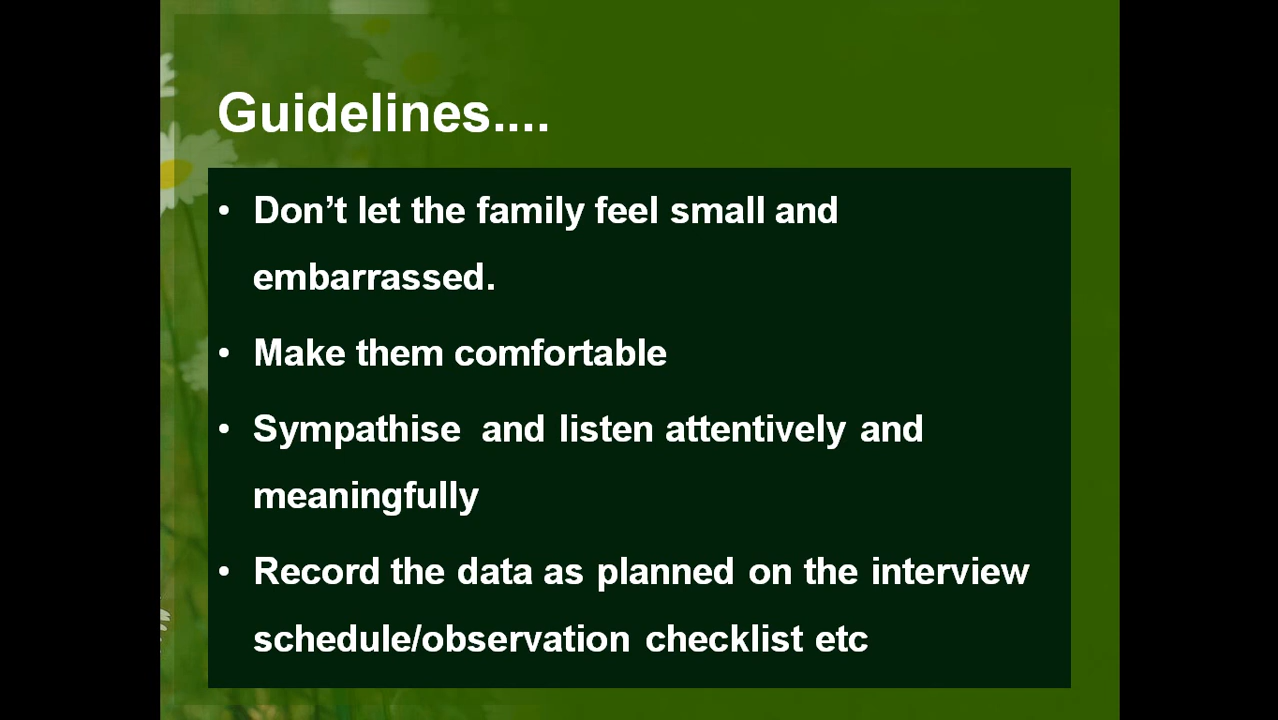 Guidelines....
• Don't let the family feel small and
embarrassed.
• Make them comfortable
• Sympathise  and listen attentively and
meaningfully
• Record the data as planned on the interview
schedule/observation checklist etc